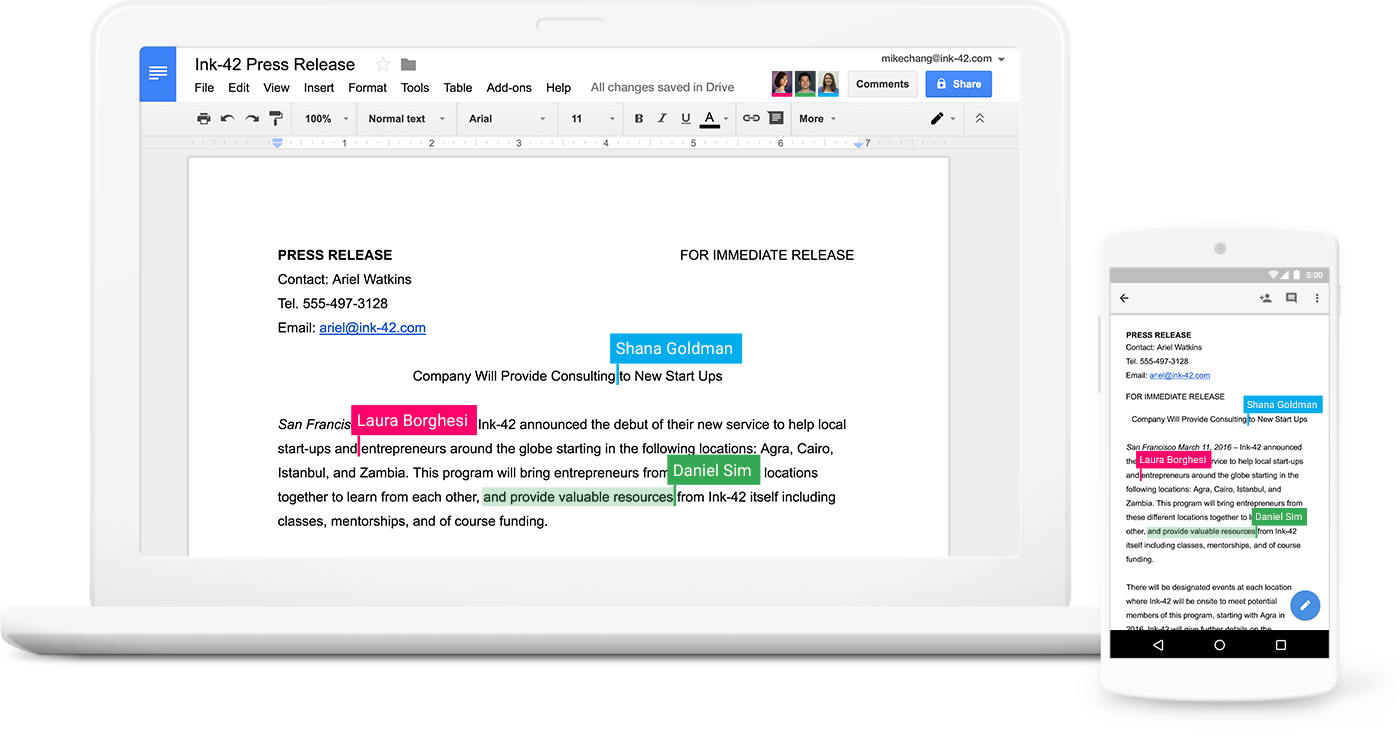 Ink-42 Press Release
mikechang@ink-42.com
File Edit View Insert Format Tools Table Add-ons Help All changes saved in Drive
Comments Share
100% Normal text Arial 11 B I U A More
1 2 3 4 5 6 7
PRESS RELEASE FOR IMMEDIATE RELEASE
Contact: Ariel Watkins
Tel. 555-497-3128
Email: ariel@ink-42.com
Shana Goldman
Company Will Provide Consulting to New Start Ups
Laura Borghesi
San Francis Ink-42 announced the debut of their new service to help local
start-ups and entrepreneurs around the globe starting in the following locations: Agra, Cairo,
Istanbul, and Zambia. This program will bring entrepreneurs from locations
Daniel Sim
together to learn from each other, and provide valuable resources from Ink-42 itself including
classes, mentorships, and of course funding.
5:00
PRESS RELEASE
Contact: Ariel Watkins
Tel. 555-497-3128
Email: ariel@ink-42.com
FOR IMMEDIATE RELEASE
Shana Goldman
Company Will Provide Consulting to New Start Ups
San Francisco March 11, 2016 – Ink-42 announced
Laura Borghesi
the service to help local start-ups
and entrepreneurs around the globe starting in the
following locations: Agra, Cairo, Istanbul, and
Zambia. This program will bring entrepreneurs from
these different locations together to
Daniel Sim
other, and provide valuable resources from Ink-42
itself including classes, mentorships, and of course
funding.
There will be designated events at each location
where Ink-42 will be onsite to meet potential
members of this program, starting with Agra in
2016. Ink-42 will give further details on the